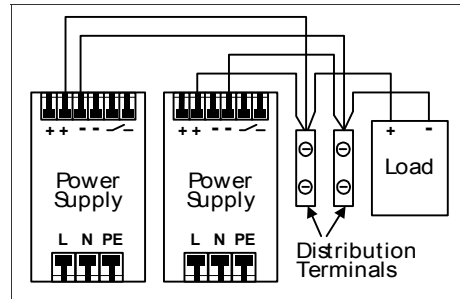 + + - -
+ + - -
+ -
Power
Supply
Power
Supply
Load
L N PE
L N PE
Distribution
Terminals